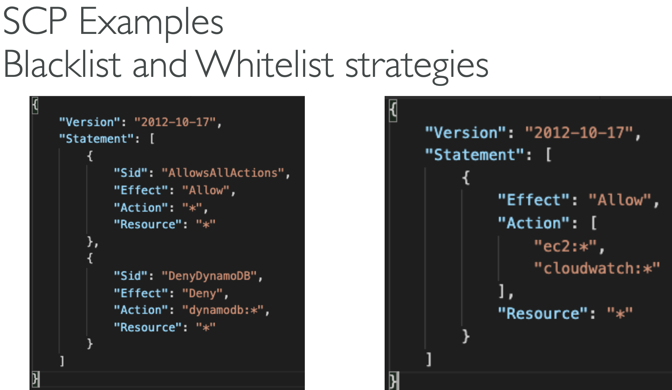 SCP Examples
Blacklist and Whitelist strategies
{
"Version": "2012-10-17",
"Statement": [
{
"Sid": "AllowsAllActions",
"Effect": "Allow",
"Action": "*",
"Resource": "*"
},
{
"Sid": "DenyDynamoDB",
"Effect": "Deny",
"Action": "dynamodb:*",
"Resource": "*"
}
]
}
{
"Version": "2012-10-17",
"Statement": [
{
"Effect": "Allow",
"Action": [
"ec2:*",
"cloudwatch:*"
],
"Resource": "*"
}
]
}